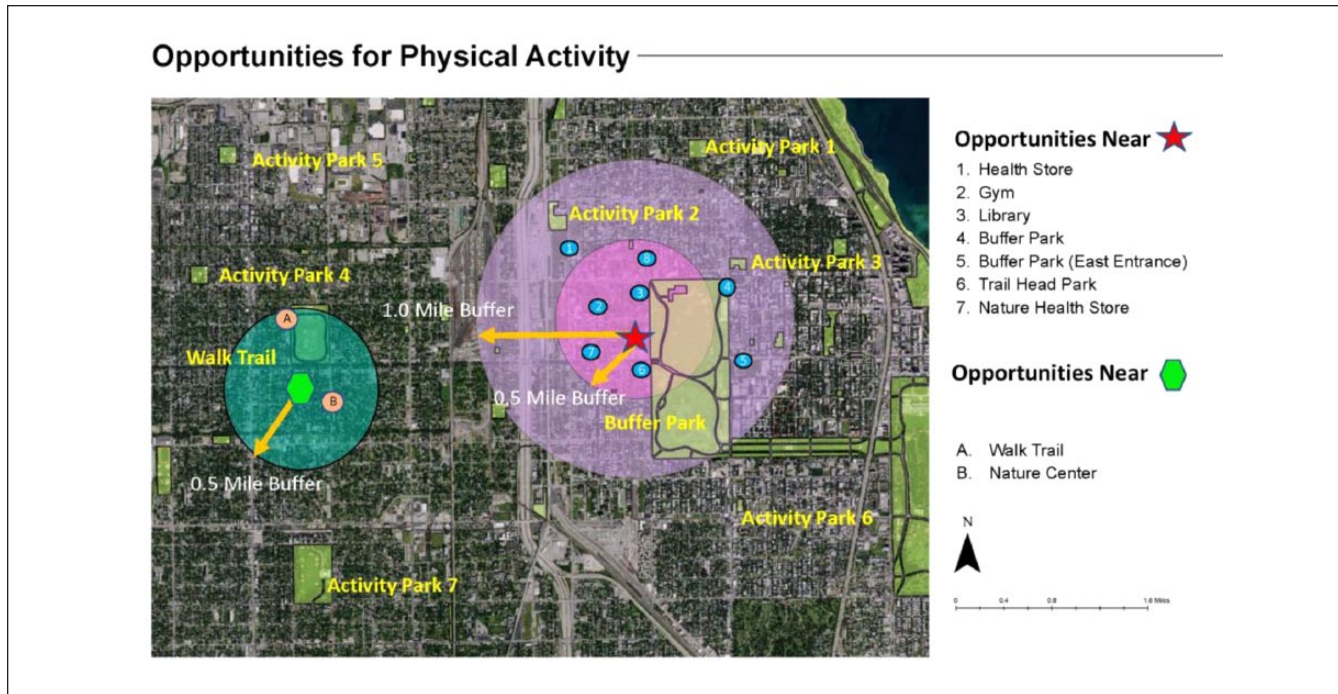 Opportunities for Physical Activity
Activity Park 5
Activity Park 1
Activity Park 2
1
8
Activity Park 4
Activity Park 3
3
4
2
1.0 Mile Buffer
A
Walk Trail
7
5
6
B
0.5 Mile Buffer
Buffer Park
0.5 Mile Buffer
Activity Park 6
Activity Park 7
Opportunities Near
1. Health Store
2. Gym
3. Library
4. Buffer Park
5. Buffer Park (East Entrance)
6. Trail Head Park
7. Nature Health Store
Opportunities Near
A. Walk Trail
B. Nature Center
N
0 0.4 0.8 1.6 Miles